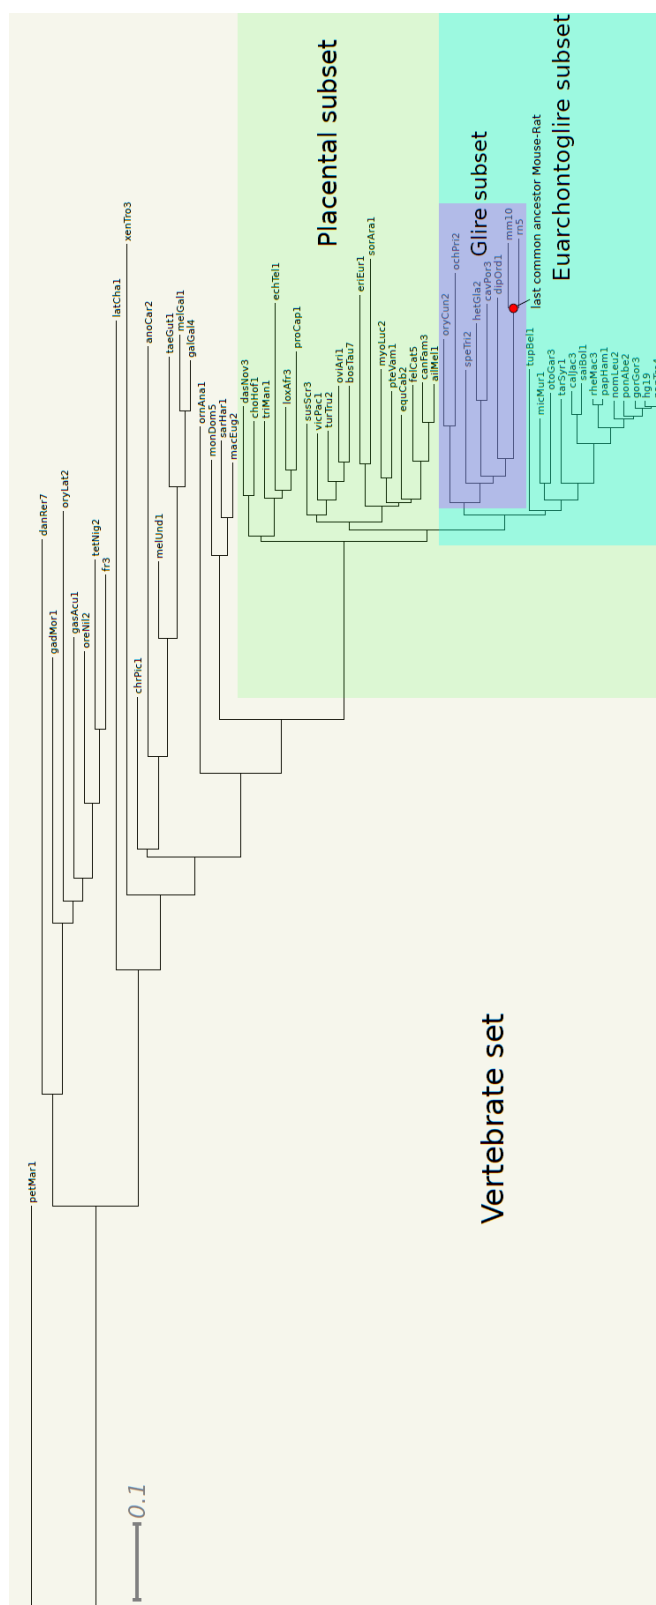 petMar1
danRer7
gadMor1
oryLat2
gasAcu1
oreNil2
tetNig2
fr3
latCha1
xenTro3
chrPic1
anoCar2
melUnd1
taeGut1
melGal1
galGal4
ornAna1
monDom5
sarHar1
macEug2
dasNov3
choHof1
triMan1
echTel1
loxAfr3
proCap1
susScr3
vicPac1
turTru2
oviAri1
bosTau7
eriEur1
sorAra1
myoLuc2
pteVam1
equCab2
felCat5
canFam3
ailMel1
oryCun2
ochPri2
speTri2
hetGla2
cavPor3
dipOrd1
mm10
rn5
last common ancestor Mouse-Rat
tupBel1
micMur1
otoGar3
tarSyr1
calJac3
saiBol1
rheMac3
papHam1
nomLeu2
ponAbe2
gorGor3
hg19
Placental subset
Glire subset
Euarchontoglire subset
Vertebrate set
0.1